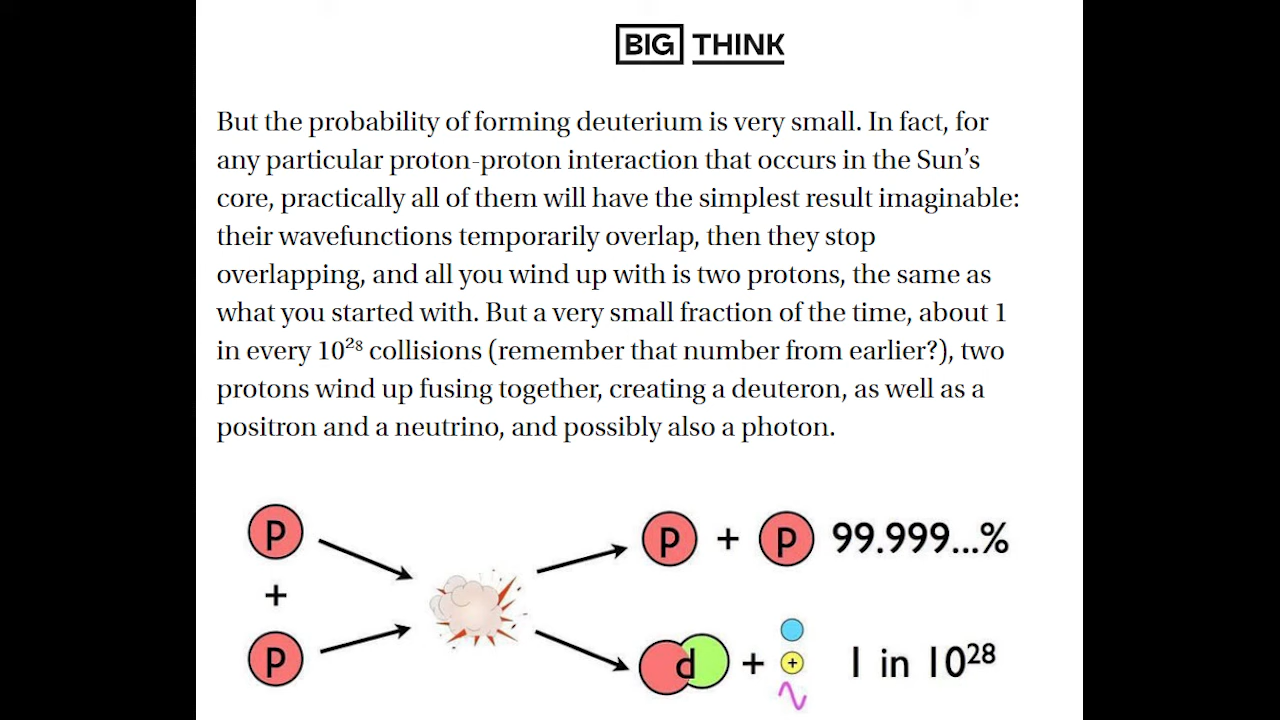 BIG THINK
But the probability of forming deuterium is very small. In fact, for
any particular proton-proton interaction that occurs in the Sun’s
core, practically all of them will have the simplest result imaginable:
their wavefunctions temporarily overlap, then they stop
overlapping, and all you wind up with is two protons, the same as
what you started with. But a very small fraction of the time, about 1
in every 10²⁸ collisions (remember that number from earlier?), two
protons wind up fusing together, creating a deuteron, as well as a
positron and a neutrino, and possibly also a photon.
p
+
p
p + p 99.999...%
d + + 1 in 10²⁸